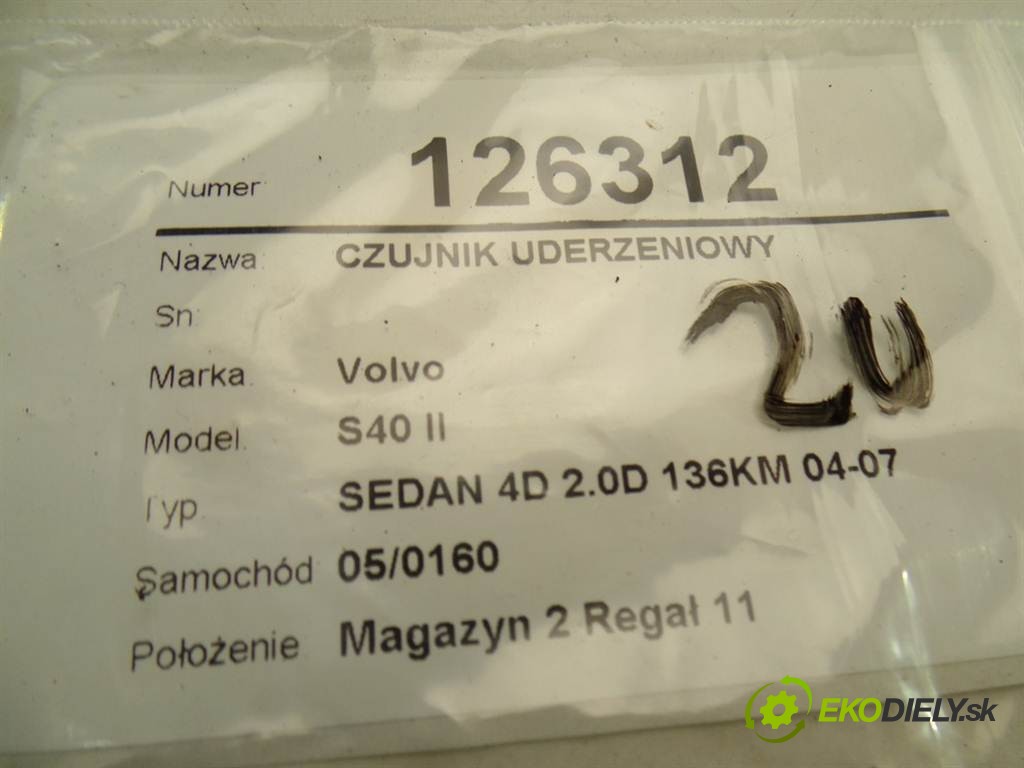 Numer: 126312
Nazwa: CZUJNIK UDERZENIOWY
Sn:
Marka: Volvo
Model: S40 II
Typ: SEDAN 4D 2.0D 136KM 04-07
Samochód 05/0160
Położenie Magazyn 2 Regał 11
EKODIELY.sk